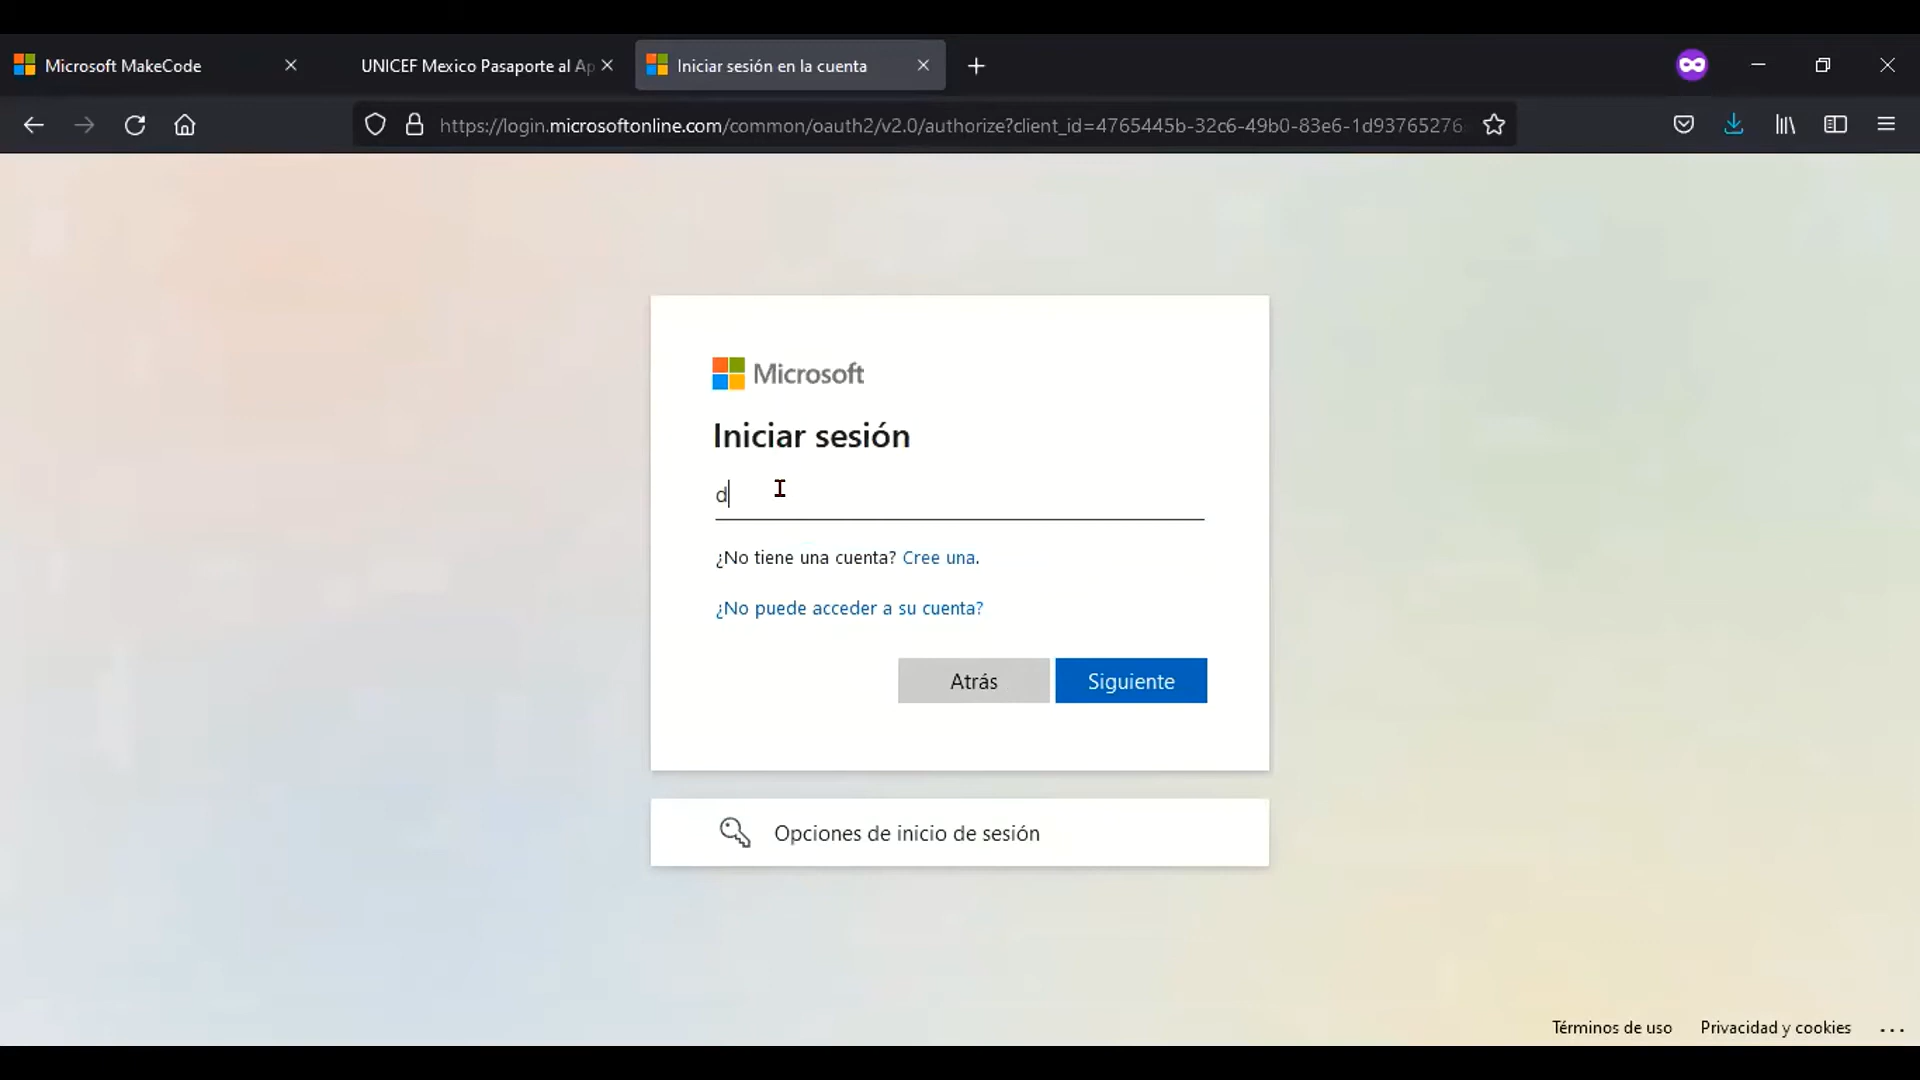 Microsoft MakeCode
UNICEF Mexico Pasaporte al Ap
Iniciar sesión en la cuenta
https://login.microsoftonline.com/common/oauth2/v2.0/authorize?client_id=4765445b-32c6-49b0-83e6-1d93765276
Microsoft
Iniciar sesión
d
¿No tiene una cuenta? Cree una.
¿No puede acceder a su cuenta?
Atrás
Siguiente
Opciones de inicio de sesión
Términos de uso
Privacidad y cookies
...